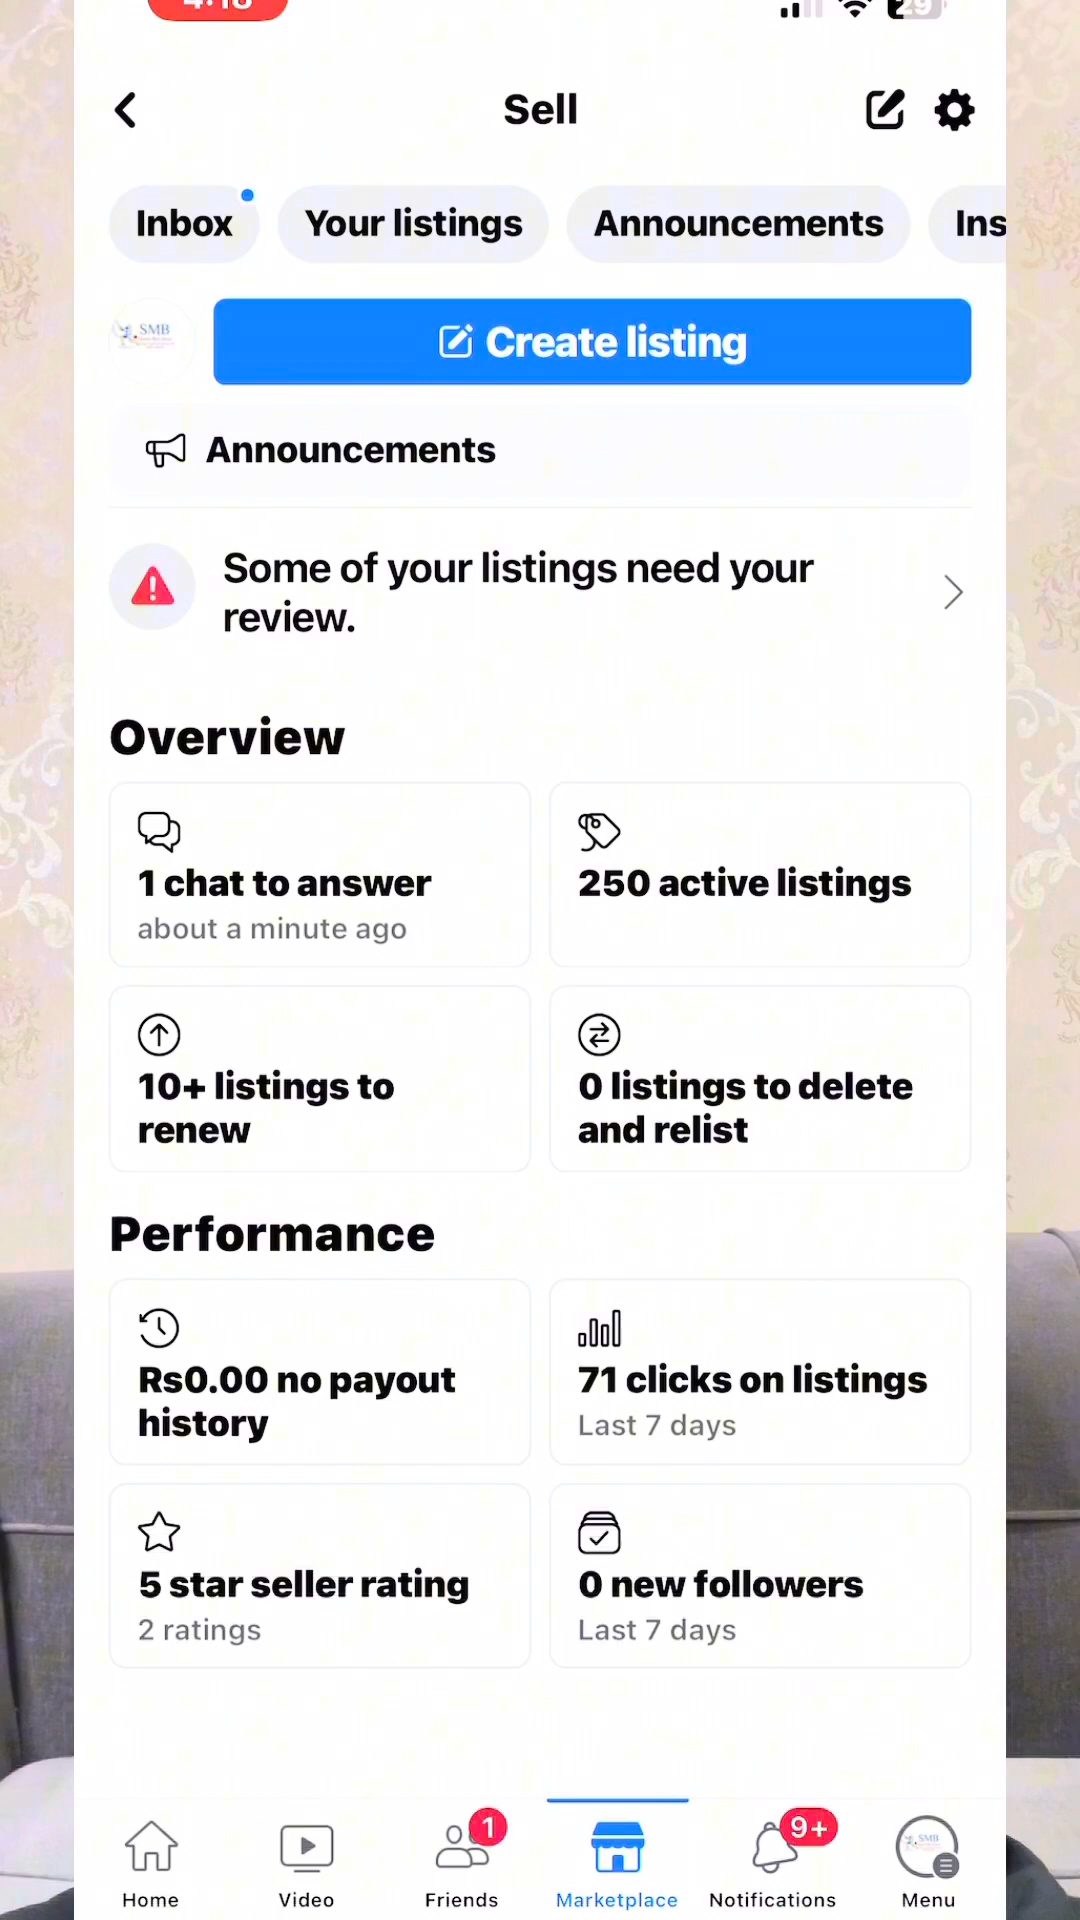 Sell
Inbox
Your listings
Announcements
Ins
SMB
Create listing
Announcements
Some of your listings need your
review.
Overview
1 chat to answer
about a minute ago
250 active listings
10+ listings to
renew
0 listings to delete
and relist
Performance
Rs0.00 no payout
history
71 clicks on listings
Last 7 days
5 star seller rating
2 ratings
0 new followers
Last 7 days
1
9+
SMB
Home
Video
Friends
Marketplace
Notifications
Menu